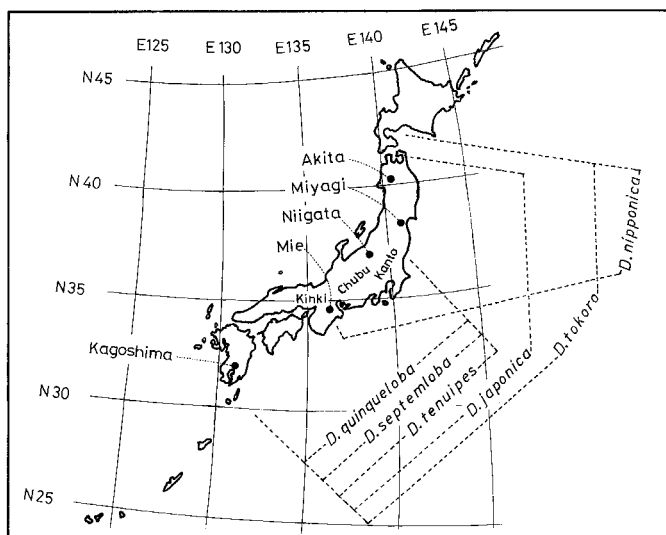 E125 E130 E135 E140 E145
N45
N40
N35
N30
N25
Akita
Miyagi
Niigata
Mie
Kagoshima
Kinki
Chubu
Kanto
D. nipponica
D. tokoro
D. japonica
D. tenuipes
D. septemloba
D. quinqueloba